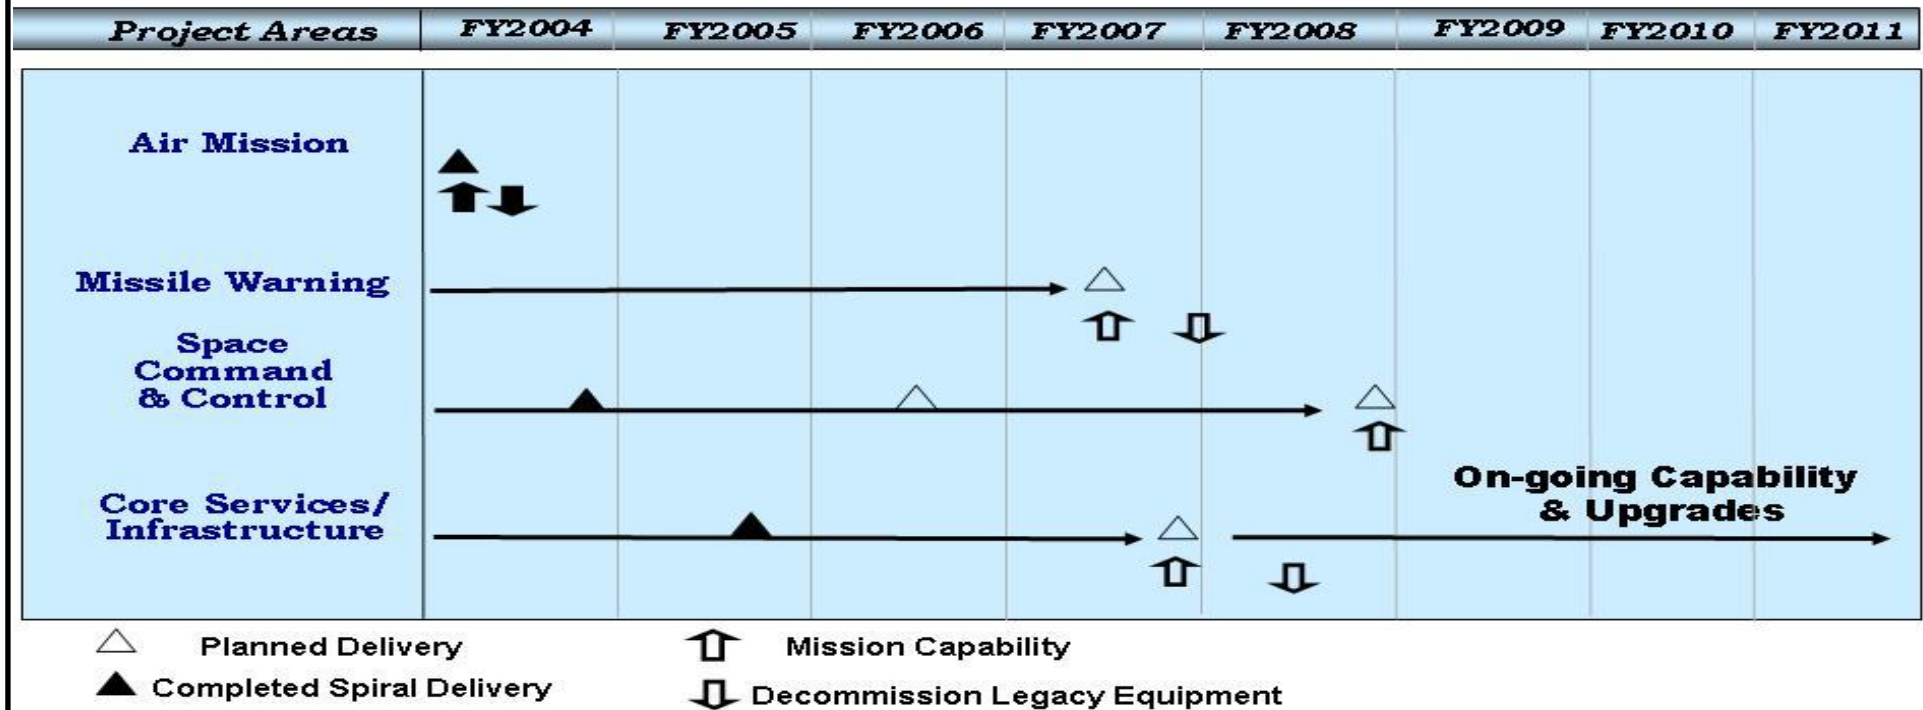 Project Areas FY2004 FY2005 FY2006 FY2007 FY2008 FY2009 FY2010 FY2011
Air Mission
Missile Warning
Space
Command
& Control
Core Services/
Infrastructure
On-going Capability
& Upgrades
Planned Delivery
Mission Capability
Completed Spiral Delivery
Decommission Legacy Equipment